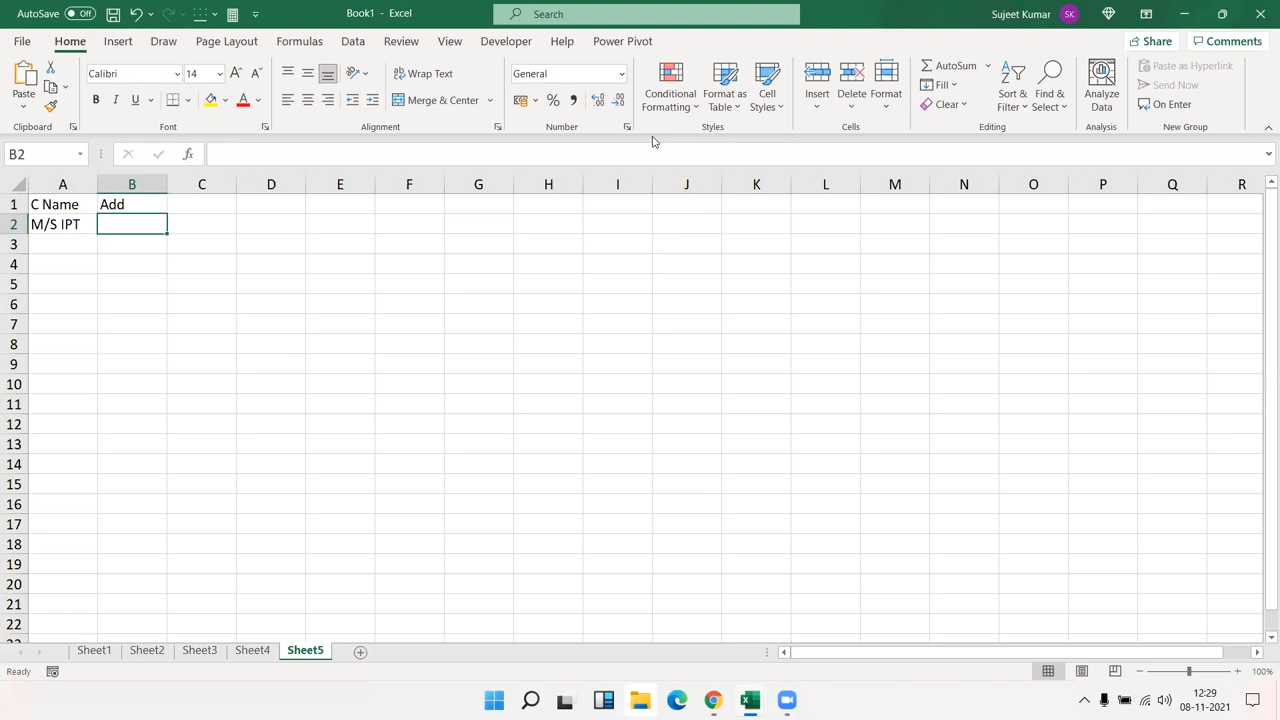 AutoSave Off Book1 - Excel Search Sujeet Kumar SK
File Home Insert Draw Page Layout Formulas Data Review View Developer Help Power Pivot Share Comments
Paste Calibri 14 A A Wrap Text General Conditional Formatting Format as Table Cell Styles Insert Delete Format AutoSum Fill Clear Sort & Filter Find & Select Analyze Data Paste as Hyperlink Send Now On Enter
B I U A Merge & Center % ,
Clipboard Font Alignment Number Styles Cells Editing Analysis New Group
B2 fx
A B C D E F G H I J K L M N O P Q R
1 C Name Add
2 M/S IPT
3
4
5
6
7
8
9
10
11
12
13
14
15
16
17
18
19
20
21
22
Sheet1 Sheet2 Sheet3 Sheet4 Sheet5
Ready 100%
12:29
08-11-2021